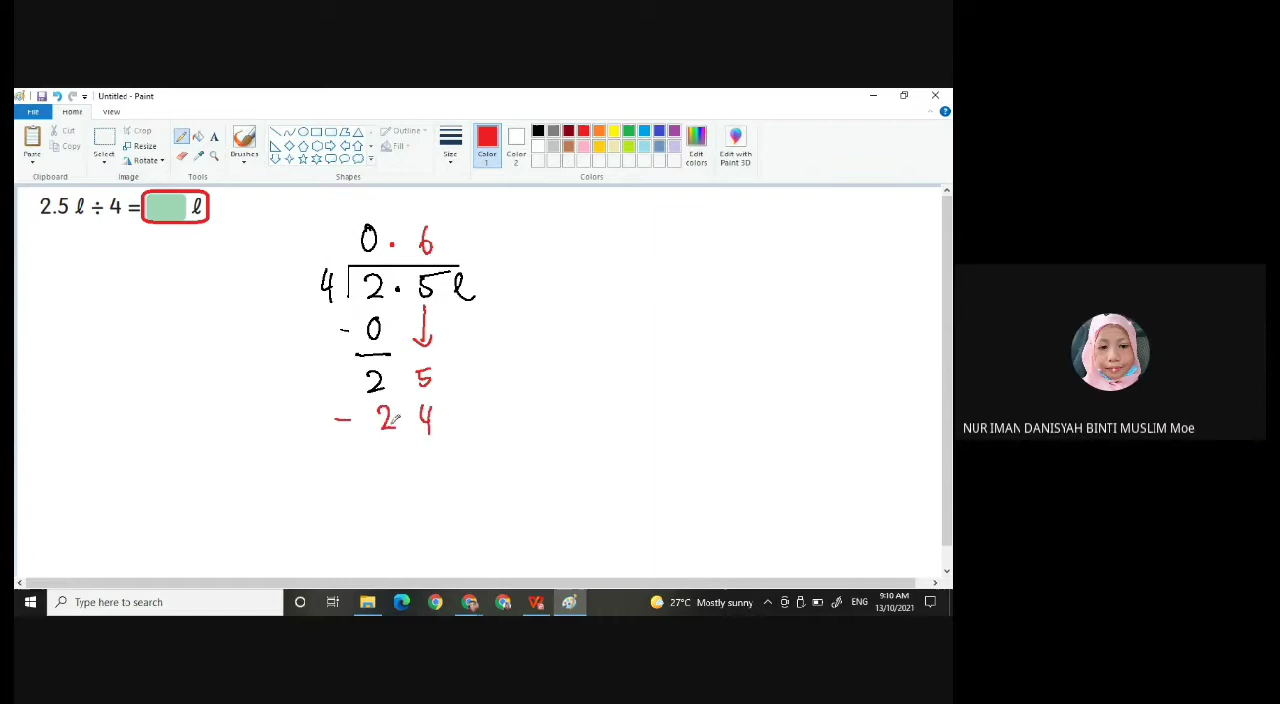 Untitled - Paint
File Home View
Paste
Cut
Copy
Clipboard
Select
Crop
Resize
Rotate
Image
Tools
Brushes
Shapes
Outline
Fill
Size
Color 1
Color 2
Edit colors
Colors
Edit with Paint 3D
2.5 ℓ ÷ 4 = ℓ
0 . 6
4 2 . 5 ℓ
- 0
2 5
- 2 4
NUR IMAN DANISYAH BINTI MUSLIM Moe
Type here to search
27°C Mostly sunny
ENG
9:10 AM
13/10/2021